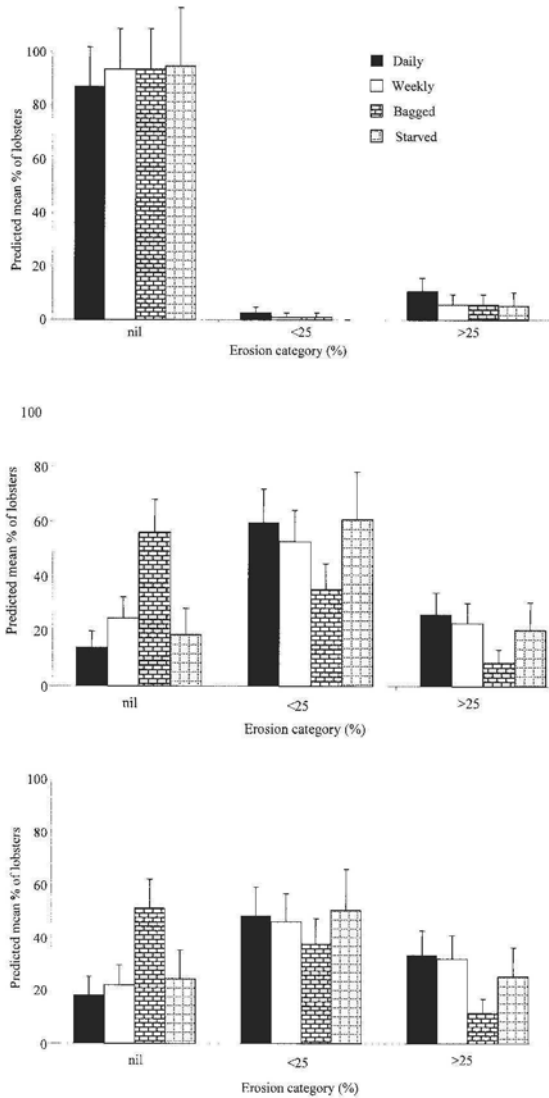 100
80
60
40
20
0
Predicted mean % of lobsters
Daily
Weekly
Bagged
Starved
nil
<25
>25
Erosion category (%)
100
80
60
40
20
0
Predicted mean % of lobsters
nil
<25
>25
Erosion category (%)
100
80
60
40
20
0
Predicted mean % of lobsters
nil
<25
>25
Erosion category (%)